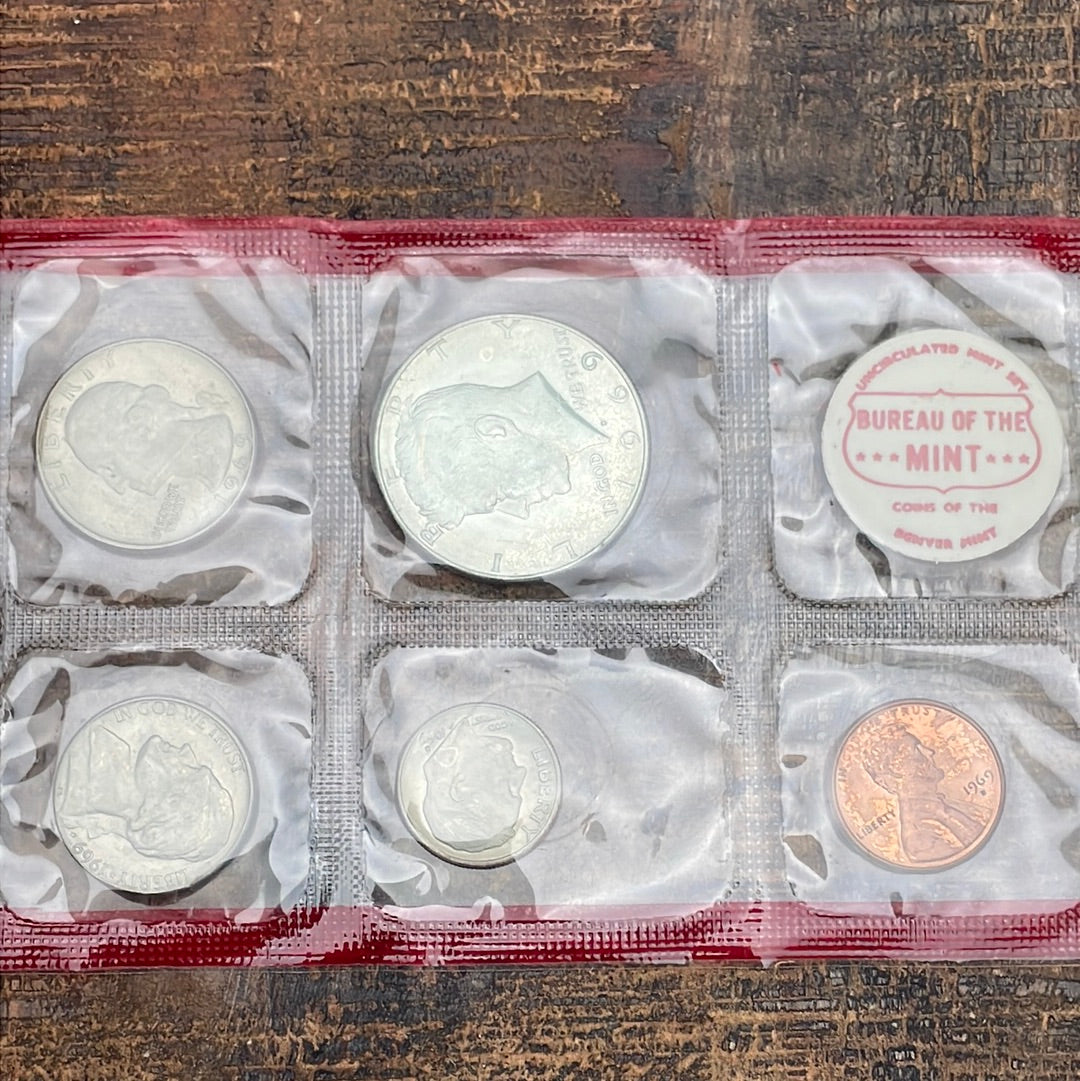 LIBERTY
1969
IN GOD WE TRUST
LIBERTY
IN GOD WE TRUST
1969
UNCIRCULATED MINT SET
BUREAU OF THE
★★★ MINT ★★★
COINS OF THE
DENVER MINT
IN GOD WE TRUST
LIBERTY ★ 1969
LIBERTY
IN GOD WE TRUST
LIBERTY
1969
D